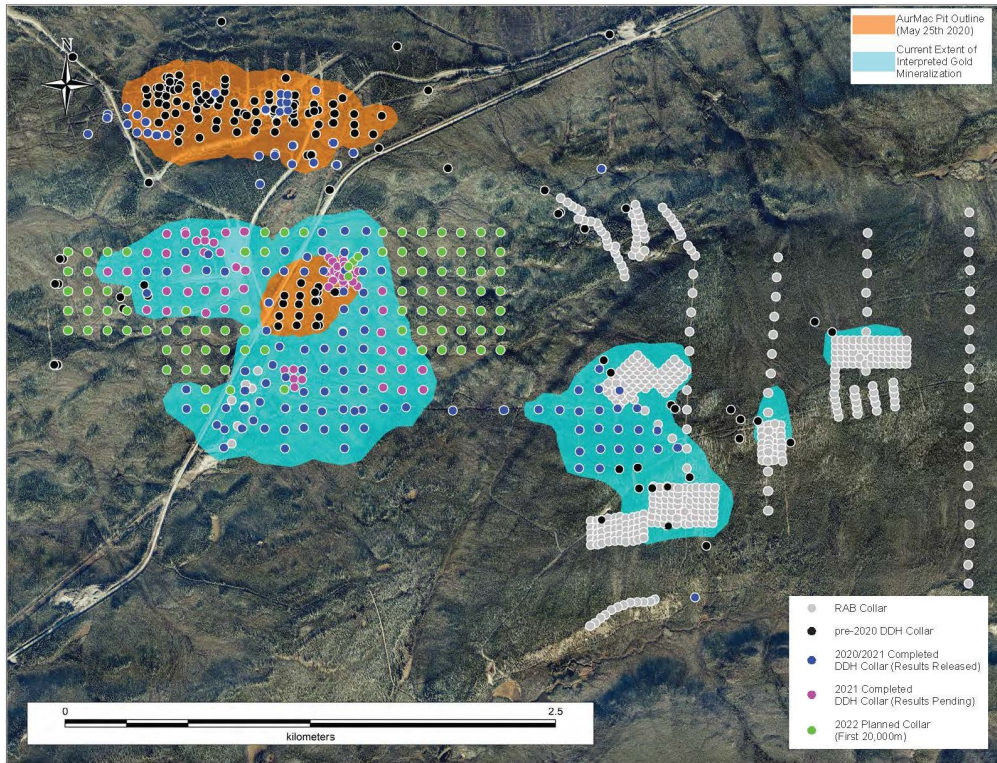 AurMac Pit Outline
(May 25th 2020)
Current Extent of
Interpreted Gold
Mineralization
N
RAB Collar
pre-2020 DDH Collar
2020/2021 Completed
DDH Collar (Results Released)
2021 Completed
DDH Collar (Results Pending)
2022 Planned Collar
(First 20,000m)
0 2.5
kilometers